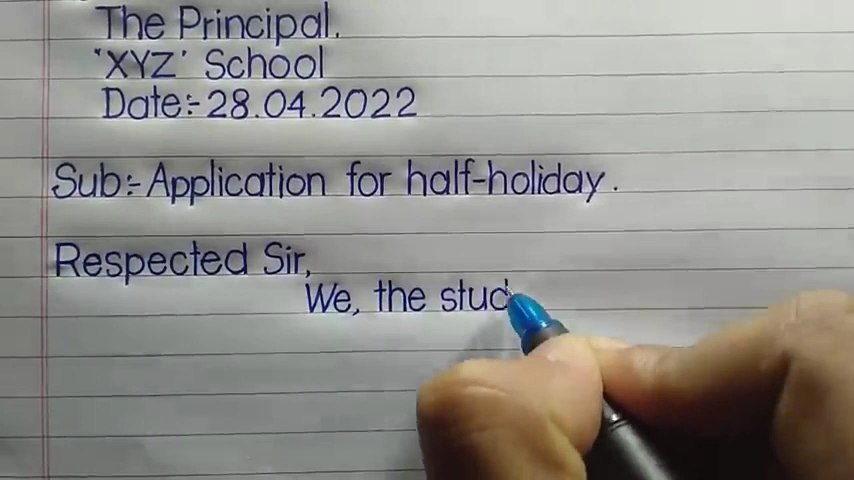 The Principal.
'XYZ' School
Date:-28.04.2022
Sub:-Application for half-holiday.
Respected Sir,
We, the stud